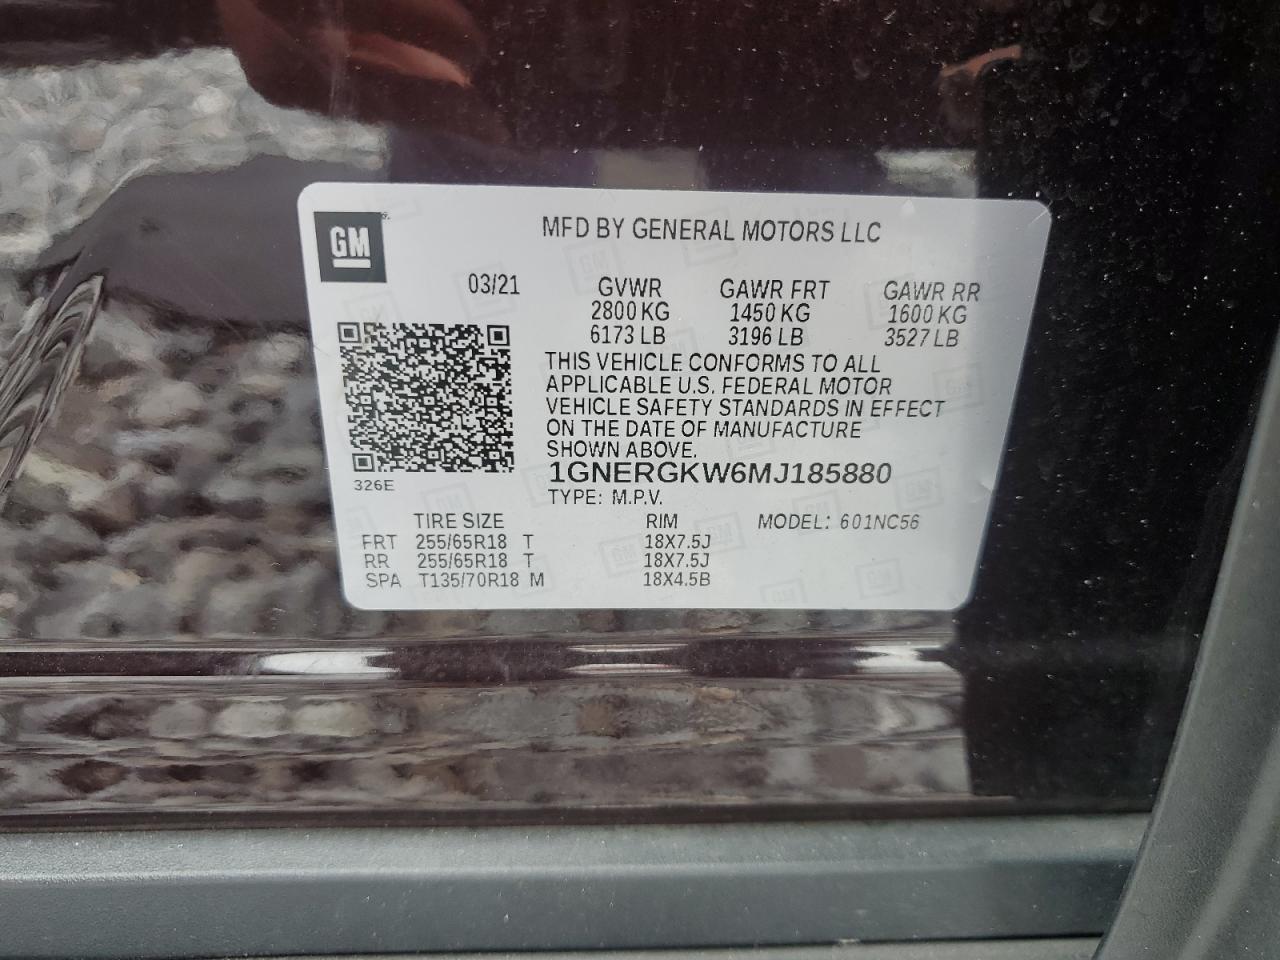 GM
MFD BY GENERAL MOTORS LLC
03/21 GVWR GAWR FRT GAWR RR
2800 KG 1450 KG 1600 KG
6173 LB 3196 LB 3527 LB
THIS VEHICLE CONFORMS TO ALL
APPLICABLE U.S. FEDERAL MOTOR
VEHICLE SAFETY STANDARDS IN EFFECT
ON THE DATE OF MANUFACTURE
SHOWN ABOVE.
1GNERGKW6MJ185880
326E
TYPE: M.P.V.
TIRE SIZE RIM MODEL: 601NC56
FRT 255/65R18 T 18X7.5J
RR 255/65R18 T 18X7.5J
SPA T135/70R18 M 18X4.5B